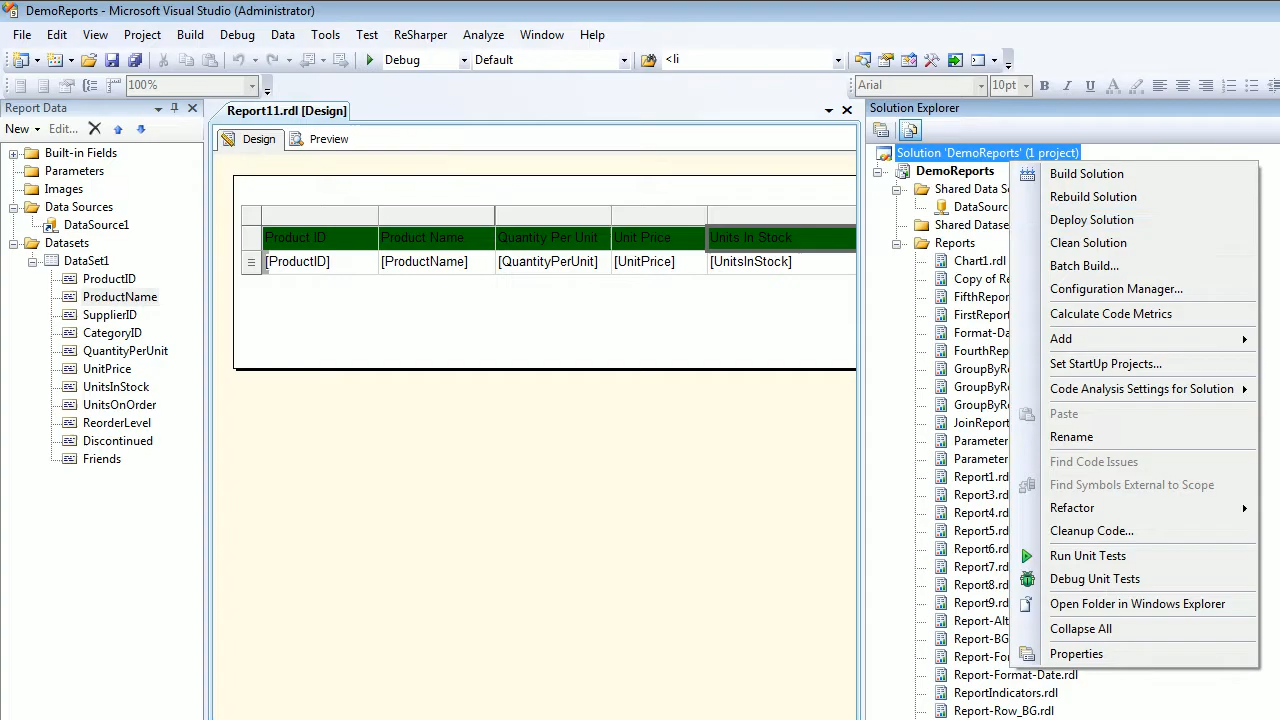 DemoReports - Microsoft Visual Studio (Administrator)
File Edit View Project Build Debug Data Tools Test ReSharper Analyze Window Help
Debug Default <li
100% Arial 10pt B I U A
Report Data
New Edit...
Built-in Fields
Parameters
Images
Data Sources
DataSource1
Datasets
DataSet1
ProductID
ProductName
SupplierID
CategoryID
QuantityPerUnit
UnitPrice
UnitsInStock
UnitsOnOrder
ReorderLevel
Discontinued
Friends
Report11.rdl [Design]
Design Preview
Product ID Product Name Quantity Per Unit Unit Price Units In Stock
[ProductID] [ProductName] [QuantityPerUnit] [UnitPrice] [UnitsInStock]
Solution Explorer
Solution 'DemoReports' (1 project)
DemoReports
Shared Data S
DataSourc
Shared Datase
Reports
Chart1.rdl
Copy of Re
FifthRepor
FirstReport
Format-Da
FourthRep
GroupByRe
GroupByRe
GroupByRe
JoinReport
Parameter
Parameter
Report1.rd
Report3.rd
Report4.rd
Report5.rd
Report6.rd
Report7.rd
Report8.rd
Report9.rd
Report-Alt
Report-BG
Report-For
Report-Format-Date.rdl
ReportIndicators.rdl
Report-Row_BG.rdl
Build Solution
Rebuild Solution
Deploy Solution
Clean Solution
Batch Build...
Configuration Manager...
Calculate Code Metrics
Add
Set StartUp Projects...
Code Analysis Settings for Solution
Paste
Rename
Find Code Issues
Find Symbols External to Scope
Refactor
Cleanup Code...
Run Unit Tests
Debug Unit Tests
Open Folder in Windows Explorer
Collapse All
Properties